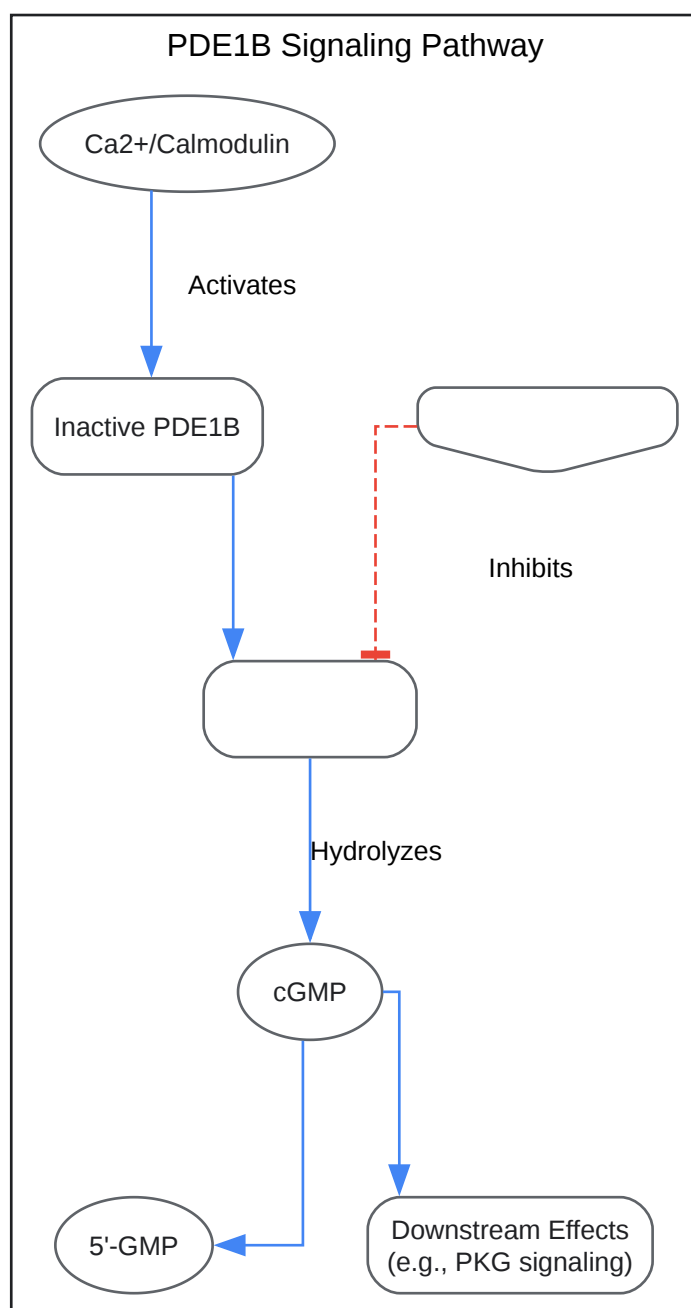 PDE1B Signaling Pathway
Ca2+/Calmodulin
Activates
Inactive PDE1B
Inhibits
Hydrolyzes
cGMP
5'-GMP
Downstream Effects
(e.g., PKG signaling)